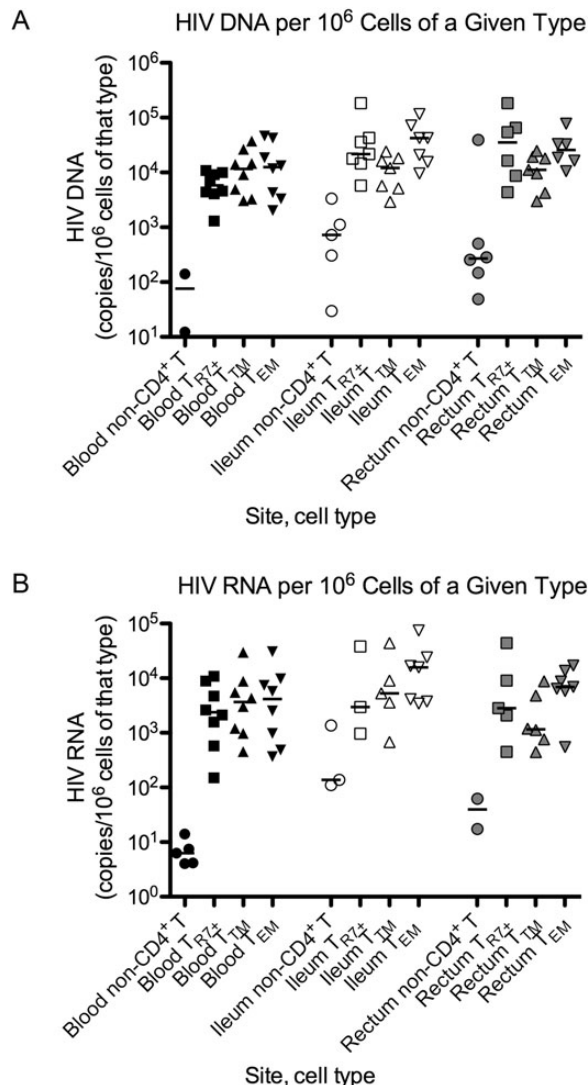 A
HIV DNA per 10⁶ Cells of a Given Type
HIV DNA
(copies/10⁶ cells of that type)
10⁶
10⁵
10⁴
10³
10²
10¹
Blood non-CD4⁺ T
Blood T_R7+
Blood T_TM
Blood T_EM
Ileum non-CD4⁺ T
Ileum T_R7+
Ileum T_TM
Ileum T_EM
Rectum non-CD4⁺ T
Rectum T_R7+
Rectum T_TM
Rectum T_EM
Site, cell type
B
HIV RNA per 10⁶ Cells of a Given Type
HIV RNA
(copies/10⁶ cells of that type)
10⁵
10⁴
10³
10²
10¹
10⁰
Blood non-CD4⁺ T
Blood T_R7+
Blood T_TM
Blood T_EM
Ileum non-CD4⁺ T
Ileum T_R7+
Ileum T_TM
Ileum T_EM
Rectum non-CD4⁺ T
Rectum T_R7+
Rectum T_TM
Rectum T_EM
Site, cell type